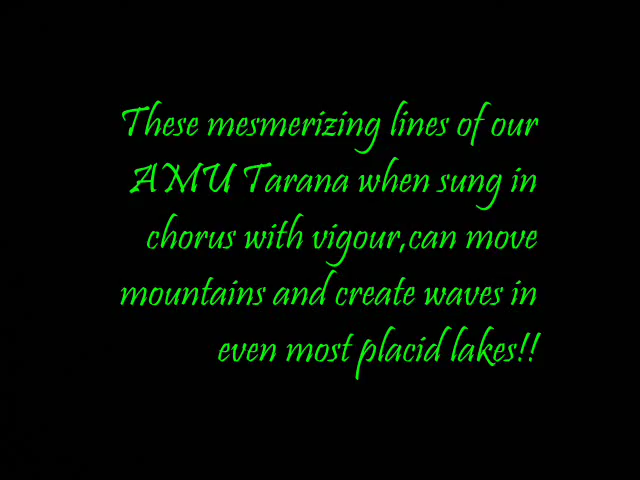 These mesmerizing lines of our
AMU Tarana when sung in
chorus with vigour,can move
mountains and create waves in
even most placid lakes!!